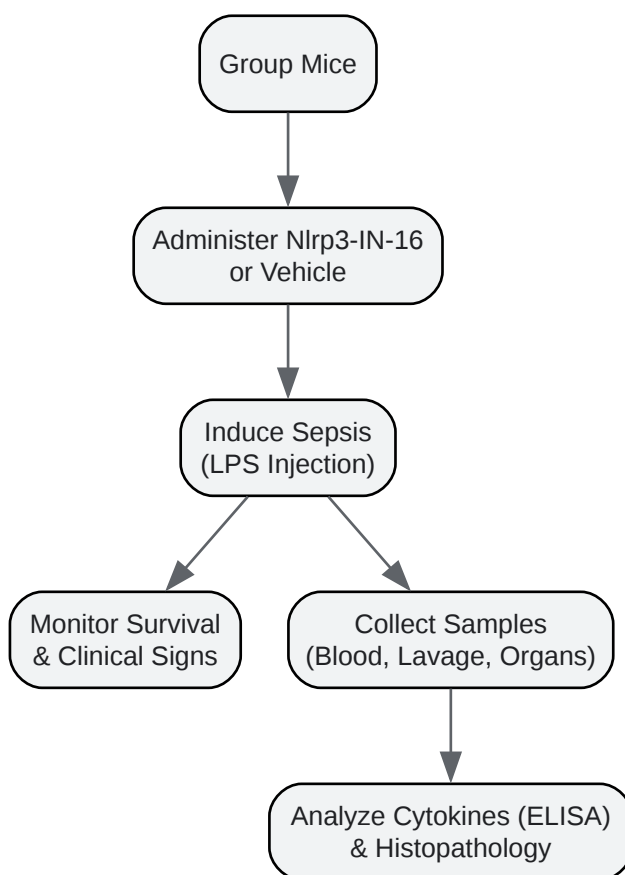 Group Mice
Administer Nlrp3-IN-16
or Vehicle
Induce Sepsis
(LPS Injection)
Monitor Survival
& Clinical Signs
Collect Samples
(Blood, Lavage, Organs)
Analyze Cytokines (ELISA)
& Histopathology